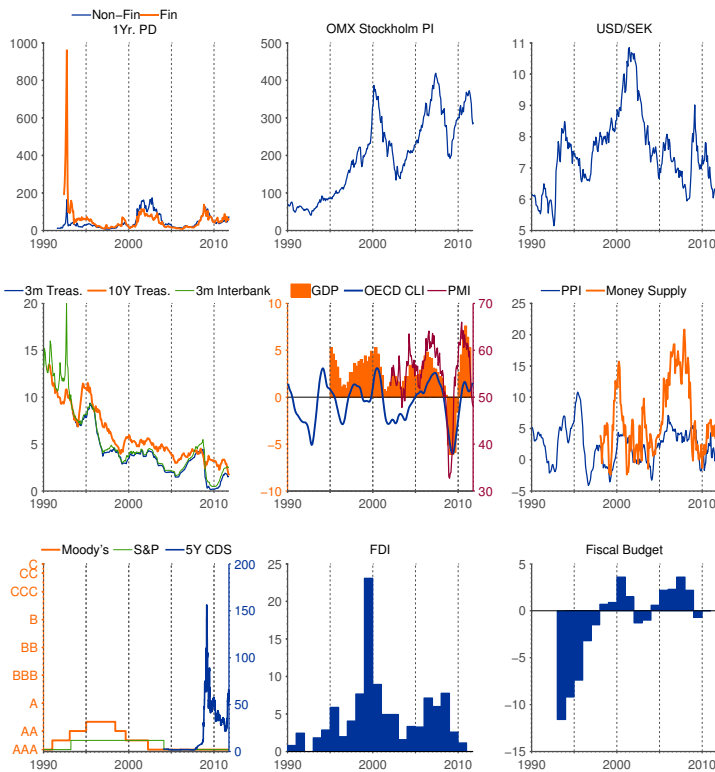 Non-Fin Fin
1Yr. PD
1000
800
600
400
200
0
1990 2000 2010
OMX Stockholm PI
500
400
300
200
100
0
1990 2000 2010
USD/SEK
11
10
9
8
7
6
5
1990 2000 2010
3m Treas. 10Y Treas. 3m Interbank
20
15
10
5
0
1990 2000 2010
GDP OECD CLI PMI
10
5
0
−5
−10
70
60
50
40
30
1990 2000 2010
PPI Money Supply
25
20
15
10
5
0
−5
1990 2000 2010
Moody's S&P 5Y CDS
C
CC
CCC
B
BB
BBB
A
AA
AAA
200
150
100
50
0
1990 2000 2010
FDI
25
20
15
10
5
0
1990 2000 2010
Fiscal Budget
5
0
−5
−10
−15
1990 2000 2010